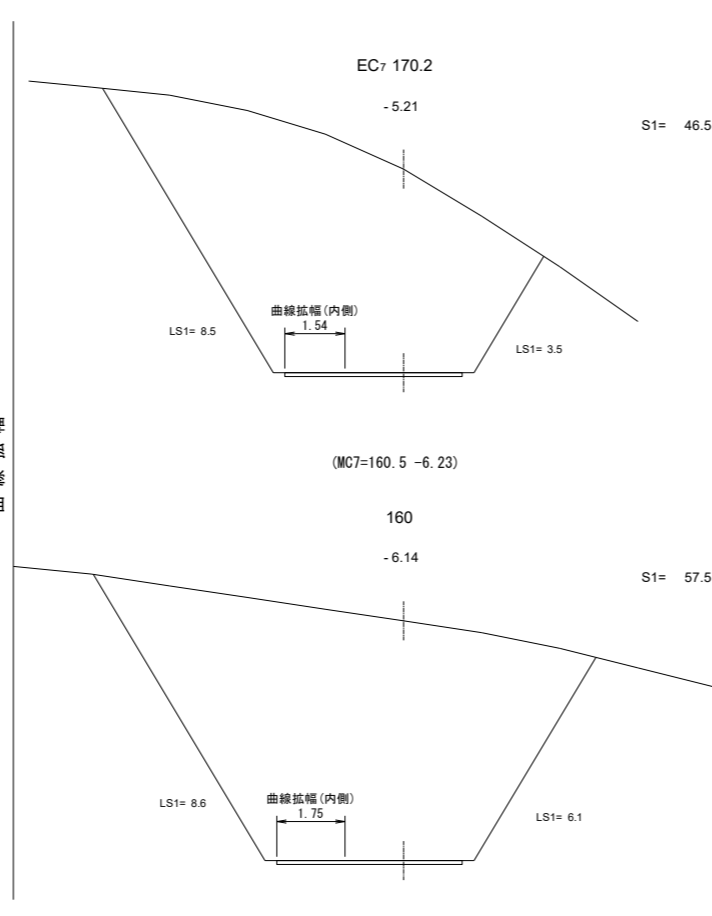 EC7 170.2
- 5.21
S1= 46.5
曲線拡幅(内側)
1.54
LS1= 8.5
LS1= 3.5
(MC7=160.5 -6.23)
160
- 6.14
S1= 57.5
曲線拡幅(内側)
1.75
LS1= 8.6
LS1= 6.1